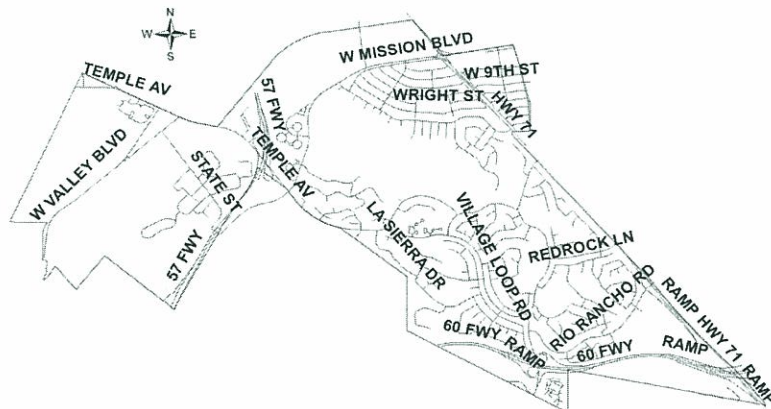 N
W E
S
TEMPLE AV
W MISSION BLVD
W 9TH ST
57 FWY
WRIGHT ST
HWY 71
TEMPLE AV
W VALLEY BLVD
STATE ST
57 FWY
LA SIERRA DR
VILLAGE LOOP RD
REDROCK LN
RIO RANCHO RD
RAMP HWY 71 RAMP
60 FWY RAMP
60 FWY RAMP